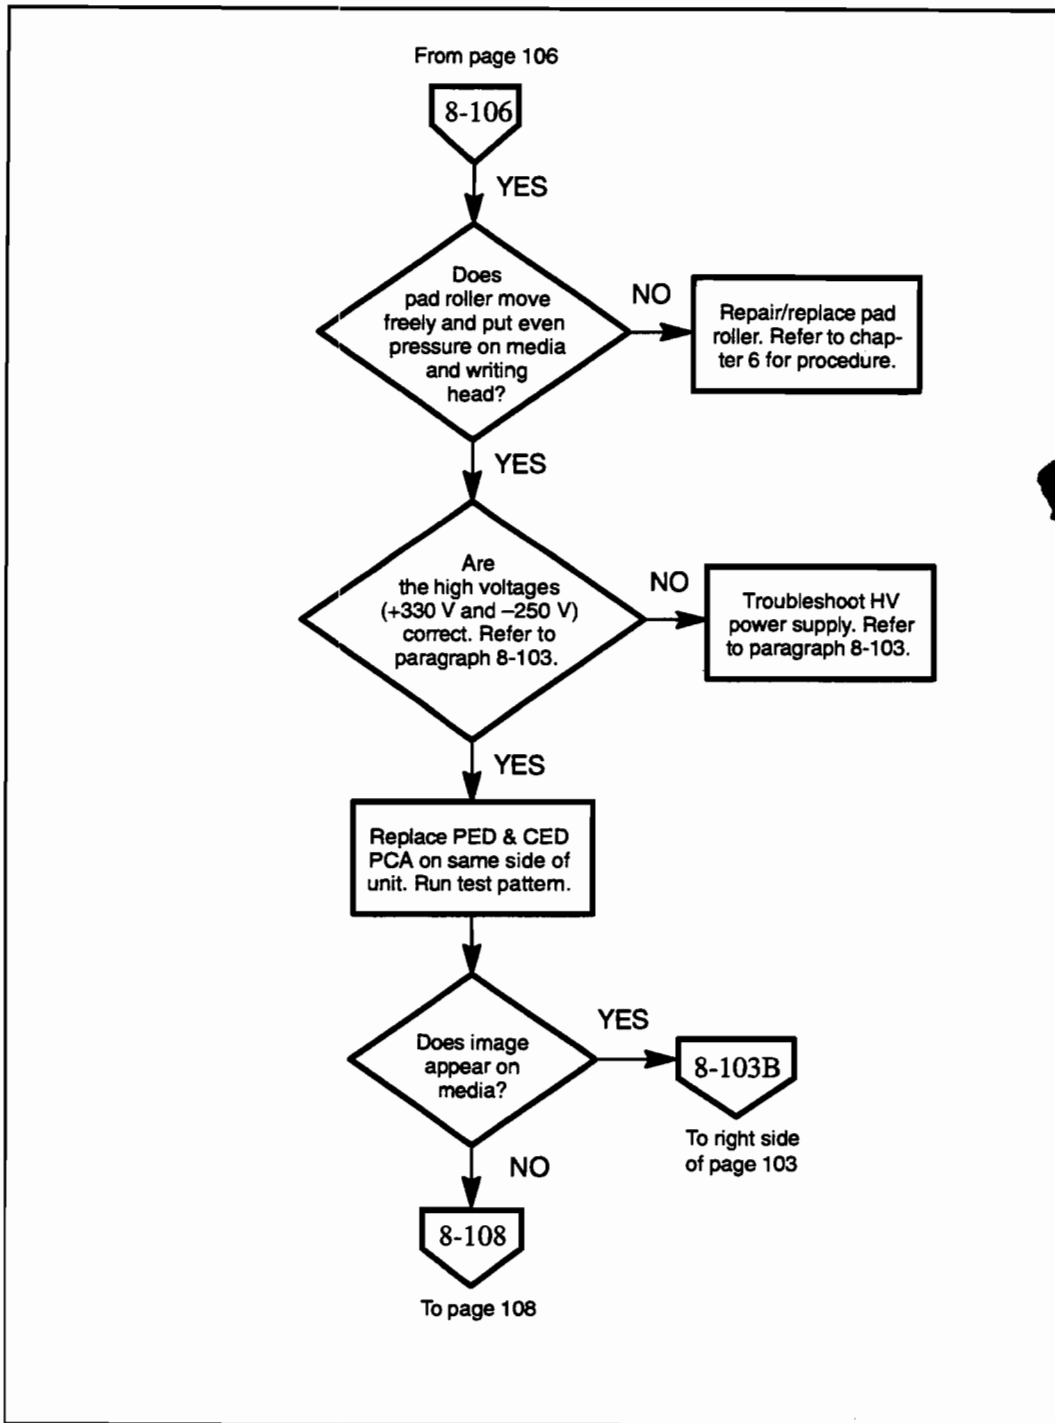 From page 106
8-106
YES
Does
pad roller move
freely and put even
pressure on media
and writing
head?
NO
Repair/replace pad
roller. Refer to chap-
ter 6 for procedure.
YES
Are
the high voltages
(+330 V and –250 V)
correct. Refer to
paragraph 8-103.
NO
Troubleshoot HV
power supply. Refer
to paragraph 8-103.
YES
Replace PED & CED
PCA on same side of
unit. Run test pattern.
Does image
appear on
media?
YES
8-103B
To right side
of page 103
NO
8-108
To page 108